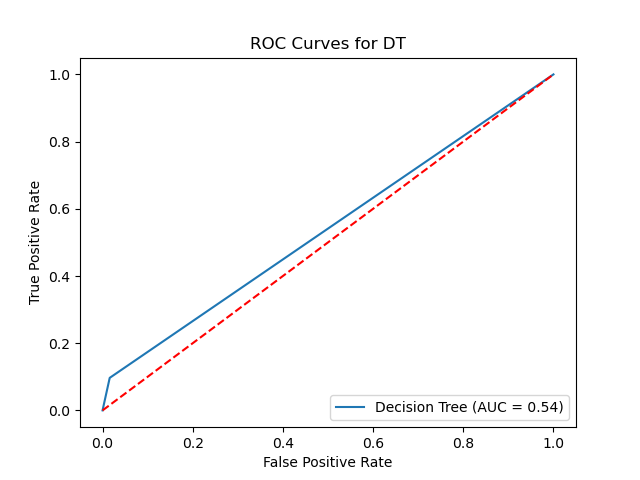 ROC Curves for DT
True Positive Rate
1.0
0.8
0.6
0.4
0.2
0.0
Decision Tree (AUC = 0.54)
0.0 0.2 0.4 0.6 0.8 1.0
False Positive Rate